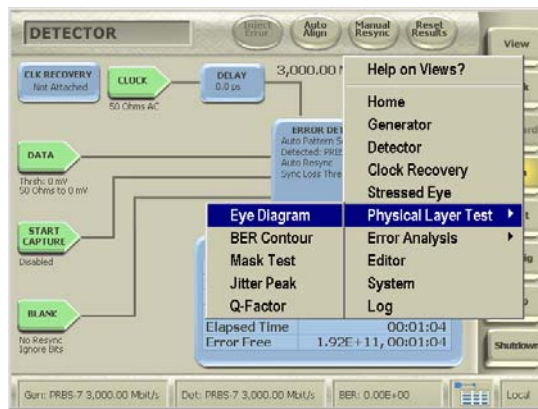 DETECTOR
Inject Error
Auto Align
Manual Resync
Reset Results
View
CLK RECOVERY
Not Attached
CLOCK
50 Ohms AC
DELAY
0.0 ps
3,000.00
ERROR DET
Auto Pattern
Detected:
Auto Resync
Sync Loss Thre
DATA
Thrsh: 0 mV
50 Ohms to 0 mV
START CAPTURE
Disabled
BLANK
No Resync
Ignore Bits
Help on Views?
Home
Generator
Detector
Clock Recovery
Stressed Eye
Physical Layer Test
Error Analysis
Editor
System
Log
Eye Diagram
BER Contour
Mask Test
Jitter Peak
Q-Factor
Elapsed Time 00:01:04
Error Free 1.92E+11, 00:01:04
Shutdown
Gen: PRBS-7 3,000.00 Mbit/s
Det: PRBS-7 3,000.00 Mbit/s
BER: 0.00E+00
Local